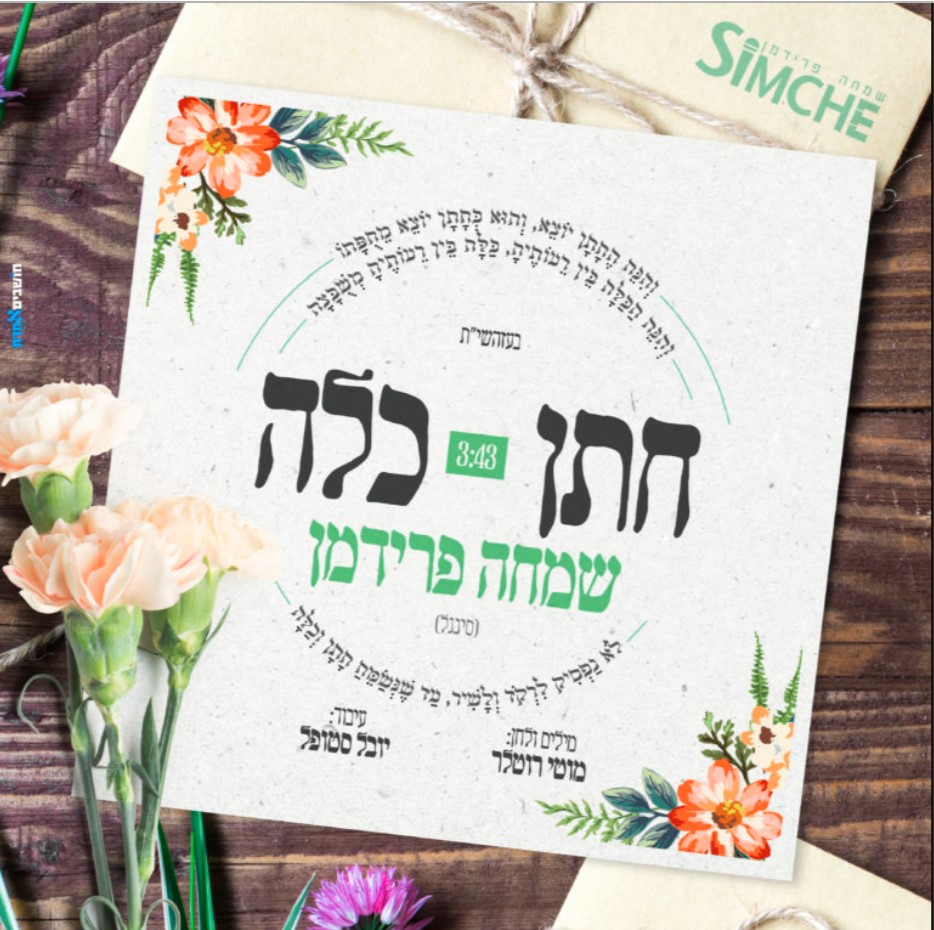 SIMCHE
שמחה פרידמן
וְהִנֵּה הֶחָתָן יוֹצֵא, וְהוּא כְּחָתָן יוֹצֵא מֵחֻפָּתוֹ
וְהִנֵּה הַכַּלָּה בֵּין רֵעוֹתֶיהָ, כַּלָּה בֵּין רֵעוֹתֶיהָ מְשֻׁבֶּצֶת
בעזהשי"ת
חתן 3:43 כלה
שמחה פרידמן
(סינגל)
לֹא נַפְסִיק לִרְקֹד וְלָשִׁיר, עַד שֶׁנְּשַׂמֵּחַ חָתָן וְכַלָּה
מילים ולחן:
מוטי רוטלר
עיבוד:
יובל סטופל
חושבים